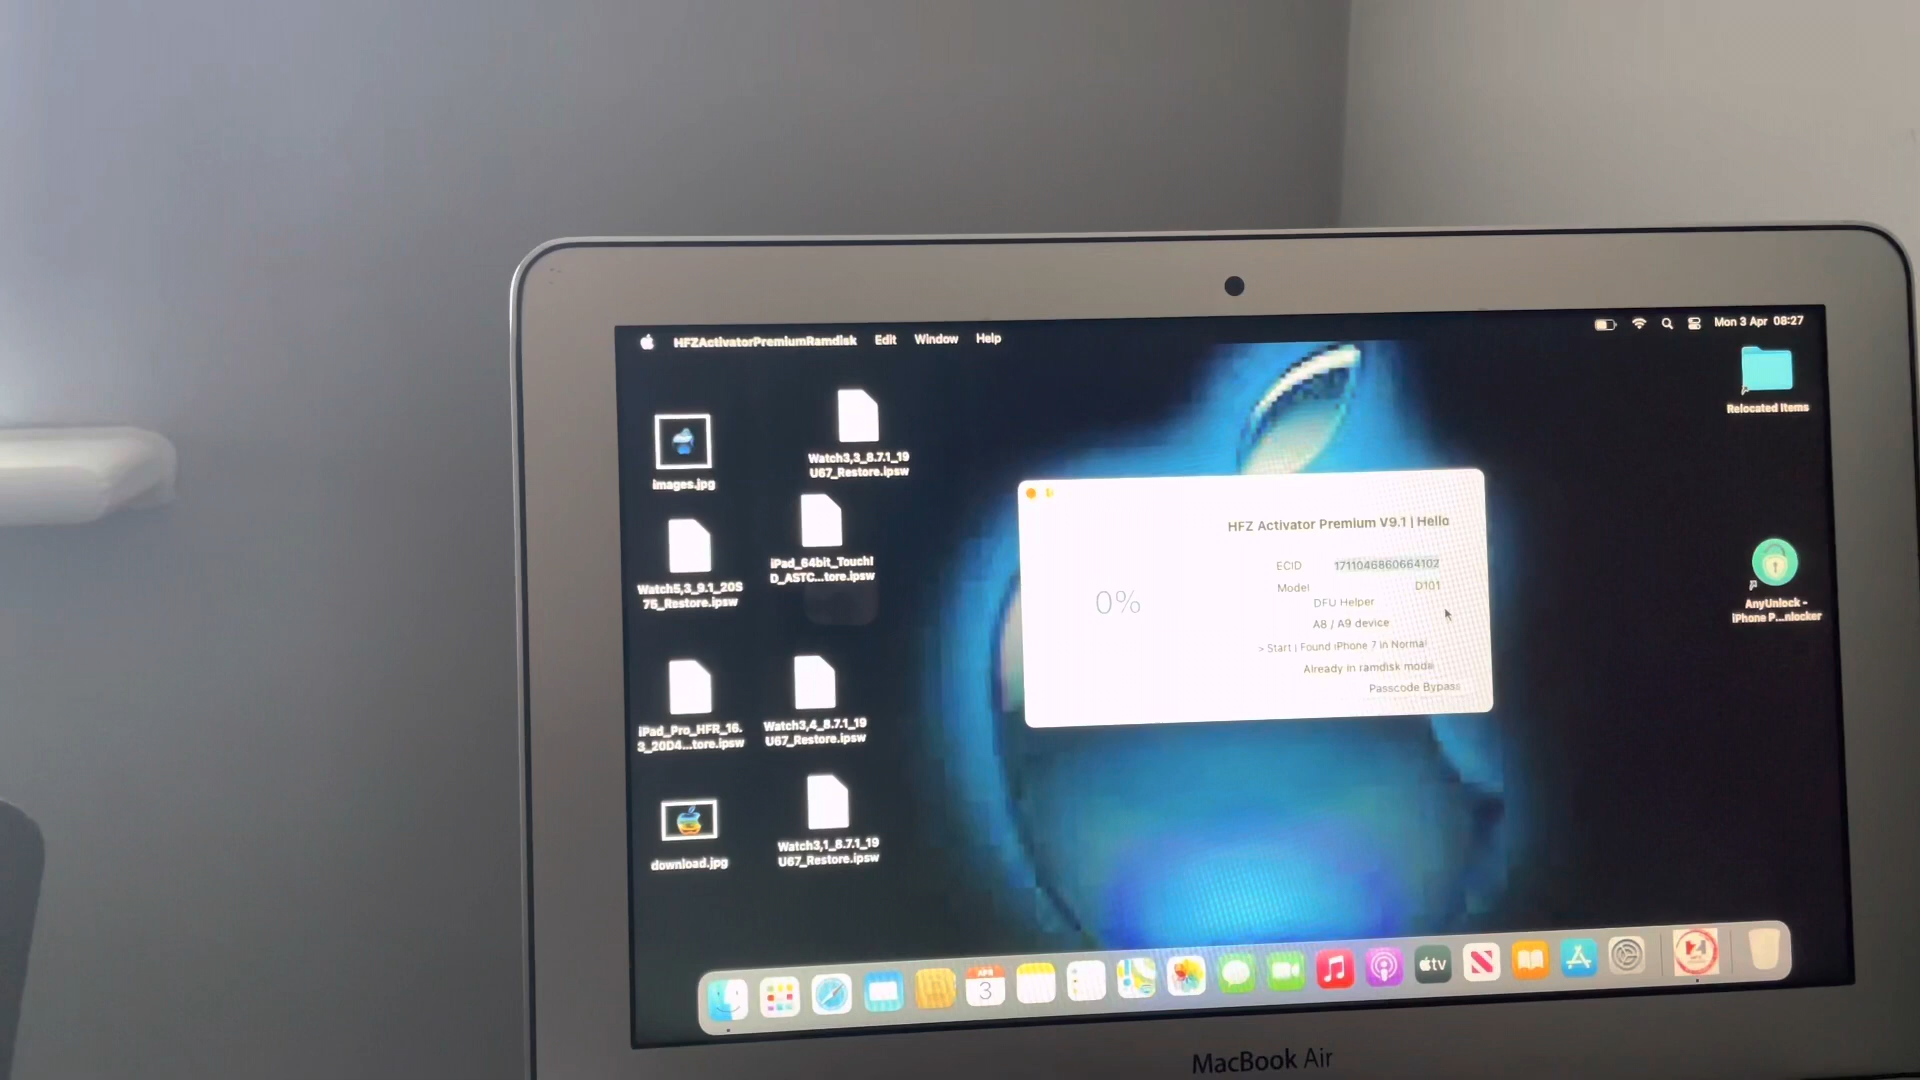 HFZActivatorPremiumRamdisk Edit Window Help
Mon 3 Apr 08:27
images.jpg
Watch3,3_8.7.1_19
U67_Restore.ipsw
Relocated Items
Watch5,3_9.1_20S
75_Restore.ipsw
iPad_64bit_TouchI
D_ASTC...tore.ipsw
HFZ Activator Premium V9.1 | Hello
ECID 1711046860664102
Model D101
0%
DFU Helper
A8 / A9 device
> Start | Found iPhone 7 in Normal
Already in ramdisk mode
Passcode Bypass
AnyUnlock -
iPhone P...nlocker
iPad_Pro_HFR_16.
3_20D4...tore.ipsw
Watch3,4_8.7.1_19
U67_Restore.ipsw
download.jpg
Watch3,1_8.7.1_19
U67_Restore.ipsw
APR
3
tv
MacBook Air